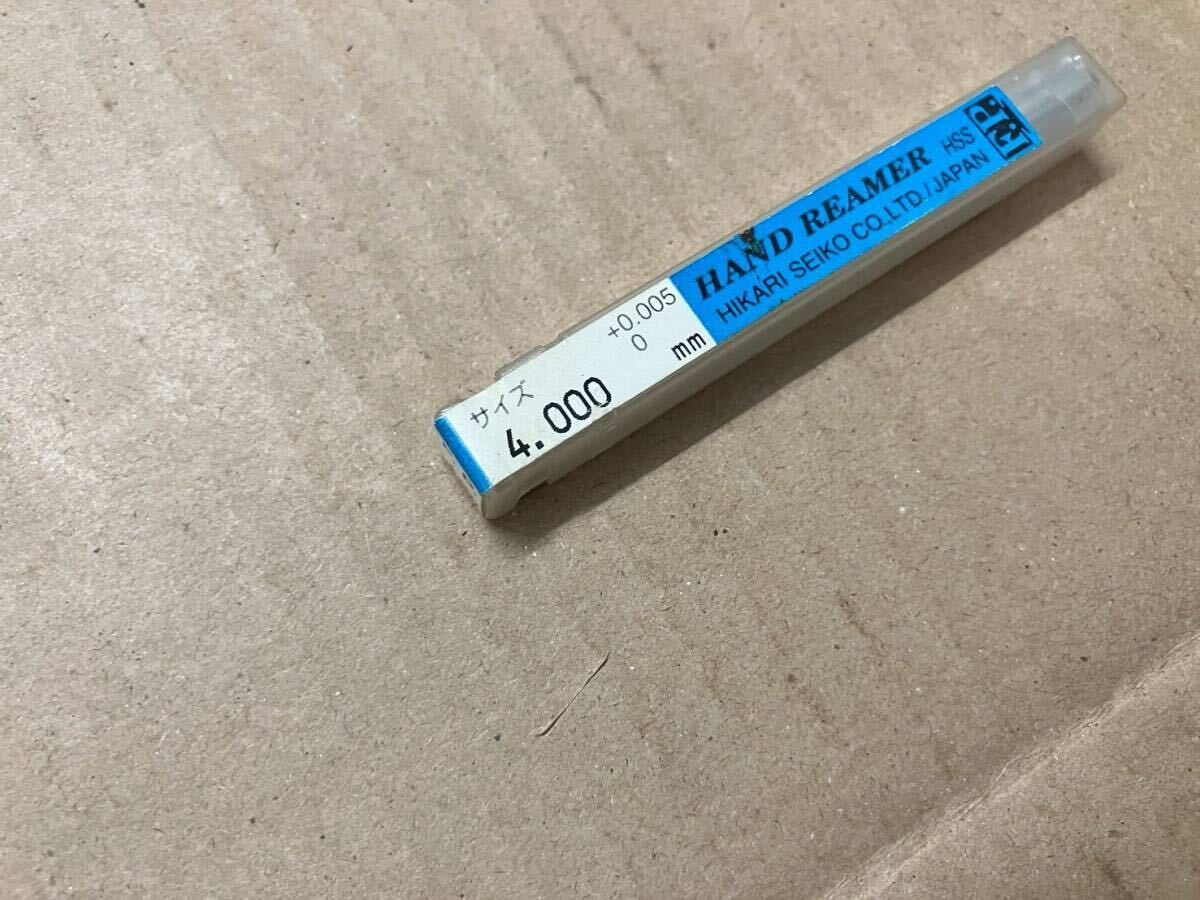 サイズ
4.000
+0.005
0
mm
HAND REAMER HSS
HIKARI SEIKO CO.,LTD./JAPAN